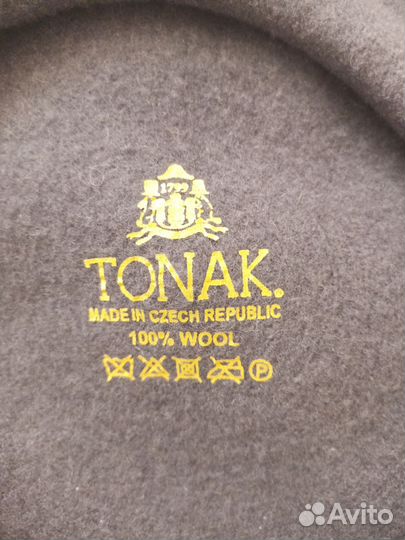 1799
TONAK.
MADE IN CZECH REPUBLIC
100% WOOL
P
Avito